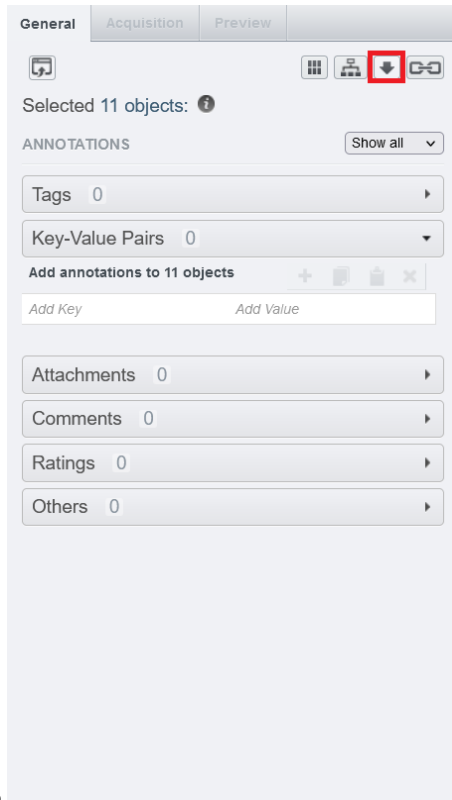 General Acquisition Preview
Selected 11 objects:
ANNOTATIONS Show all
Tags 0
Key-Value Pairs 0
Add annotations to 11 objects
Add Key Add Value
Attachments 0
Comments 0
Ratings 0
Others 0